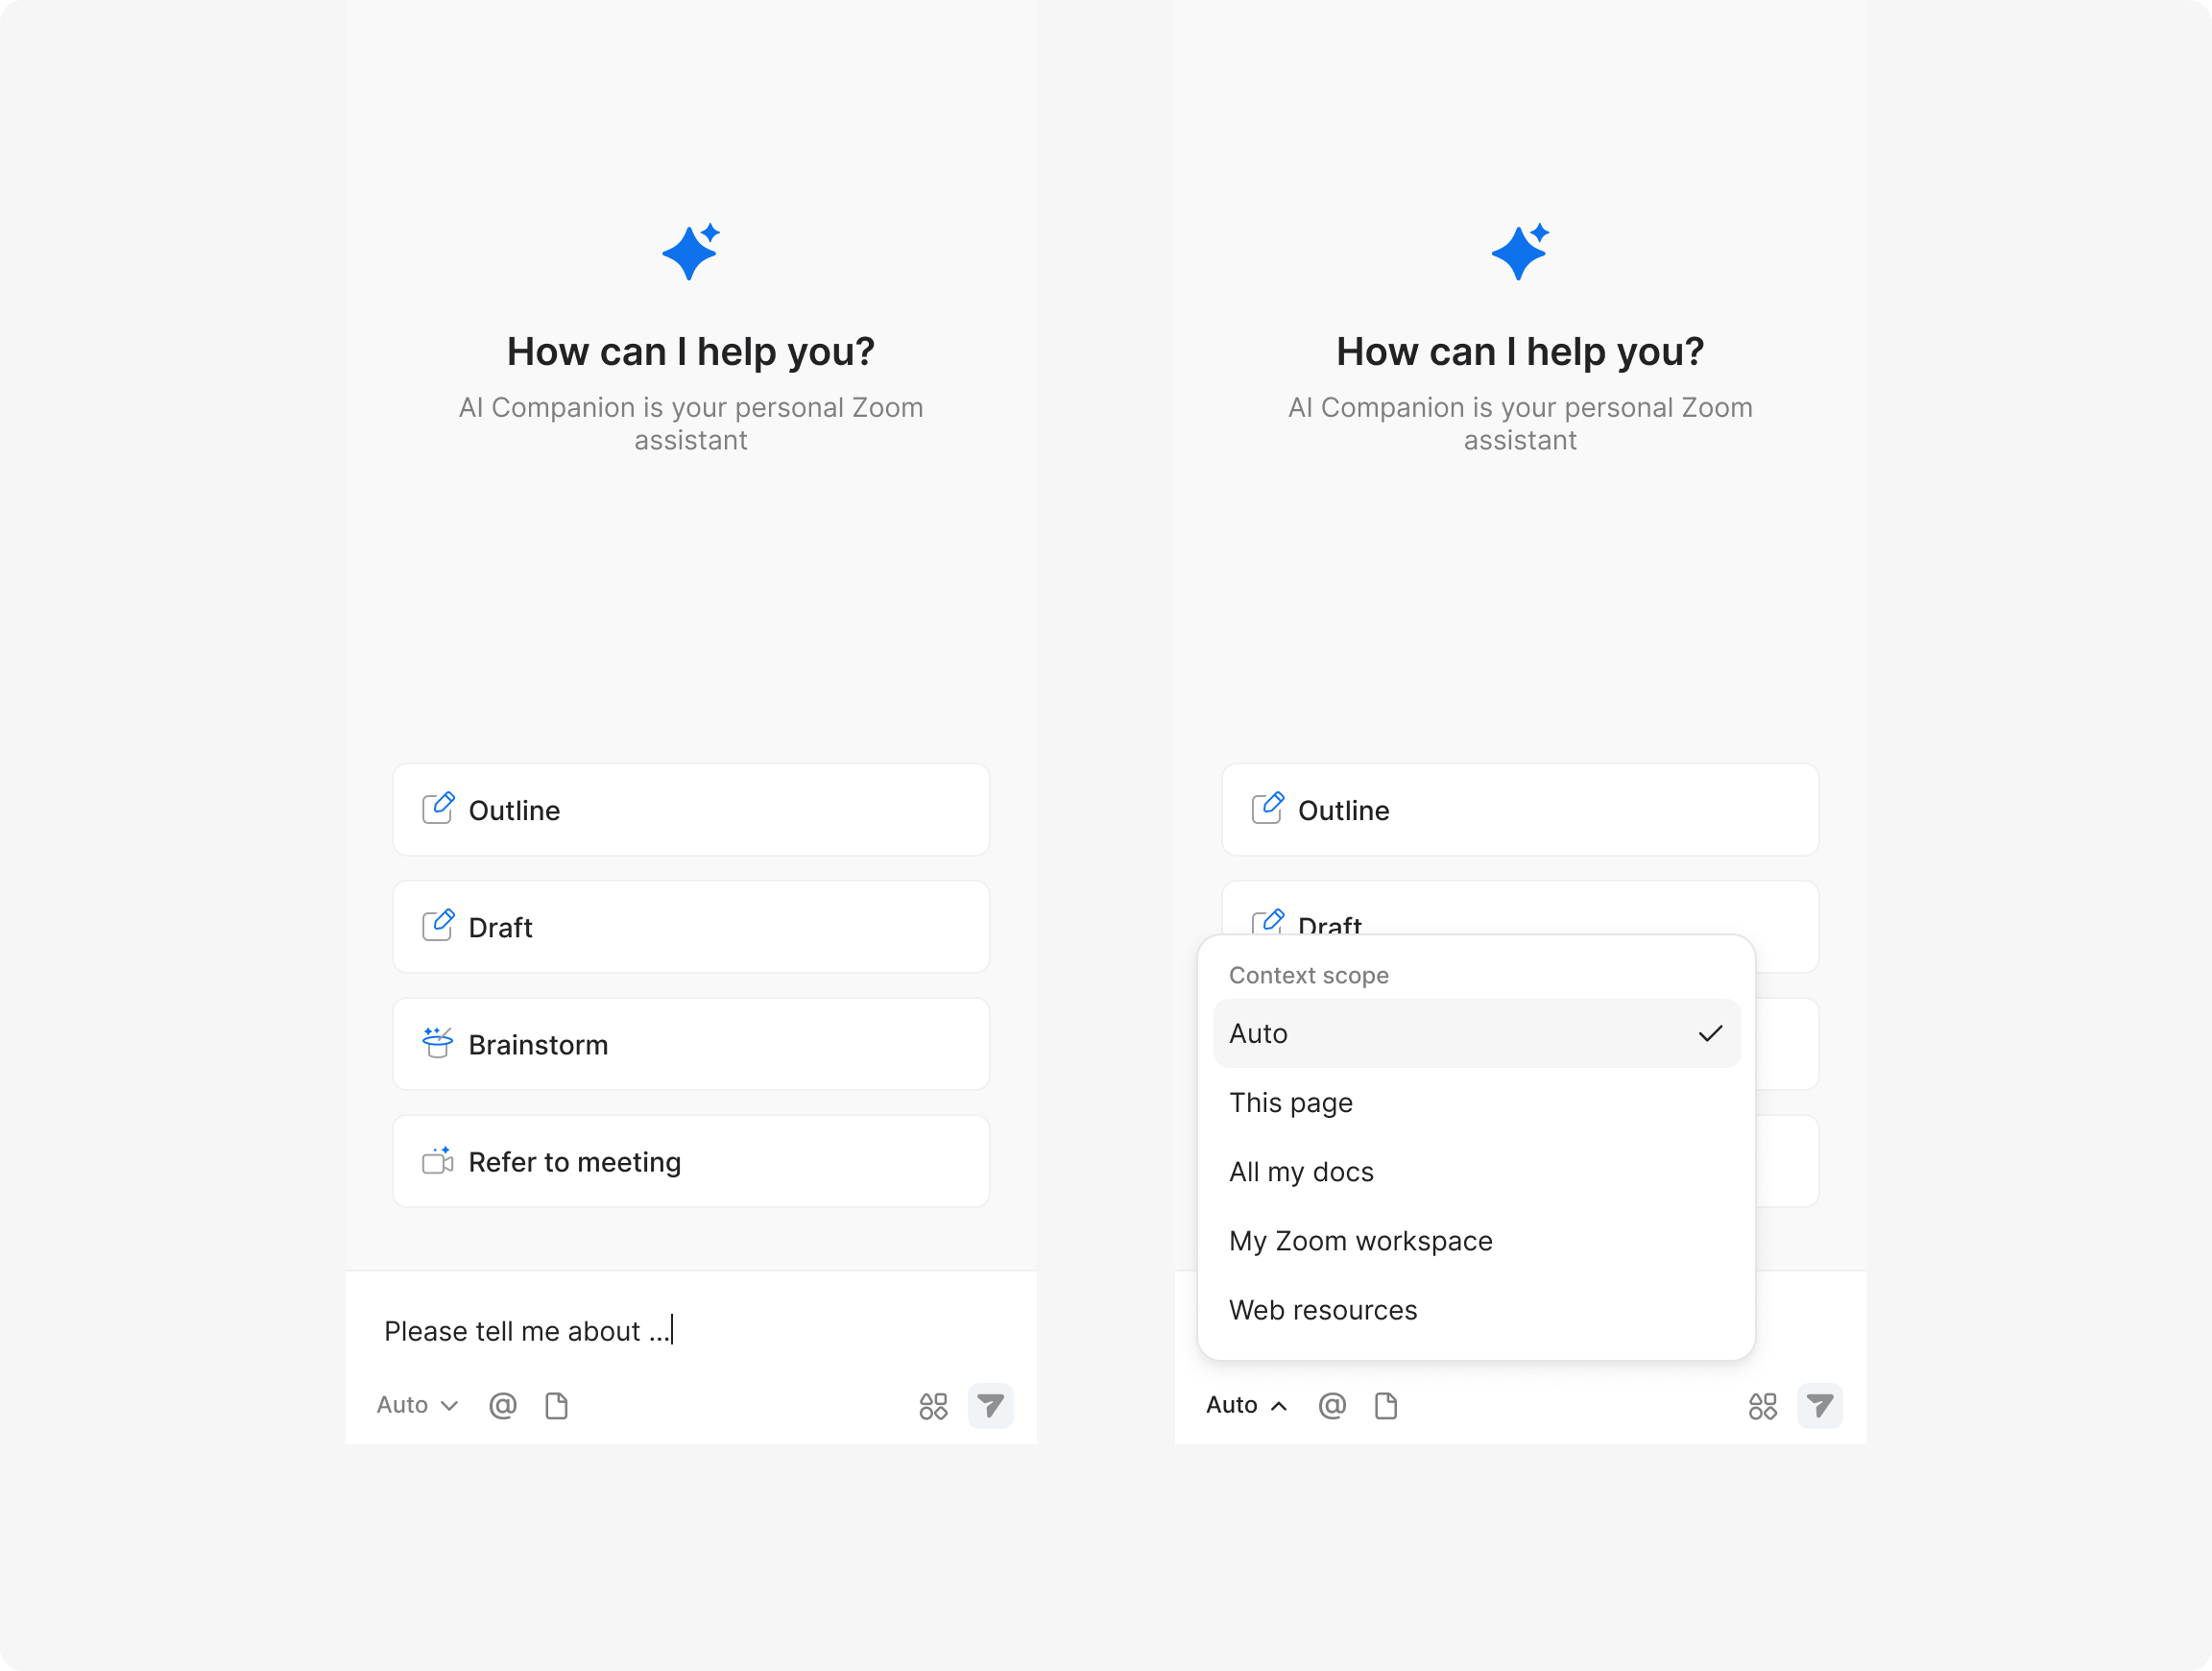 How can I help you?
AI Companion is your personal Zoom
assistant
Outline
Draft
Brainstorm
Refer to meeting
Please tell me about ...
Auto
@
How can I help you?
AI Companion is your personal Zoom
assistant
Outline
Draft
Context scope
Auto
This page
All my docs
My Zoom workspace
Web resources
Auto
@